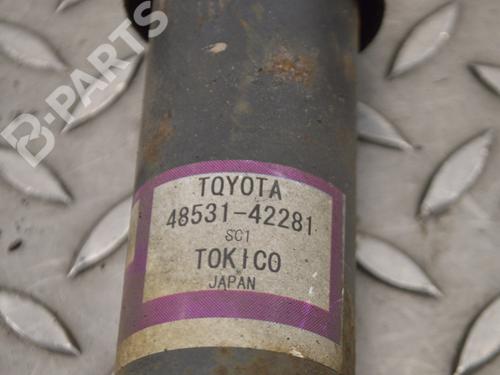 B-PARTS
TOYOTA
48531-42281
SC1
TOKICO
JAPAN